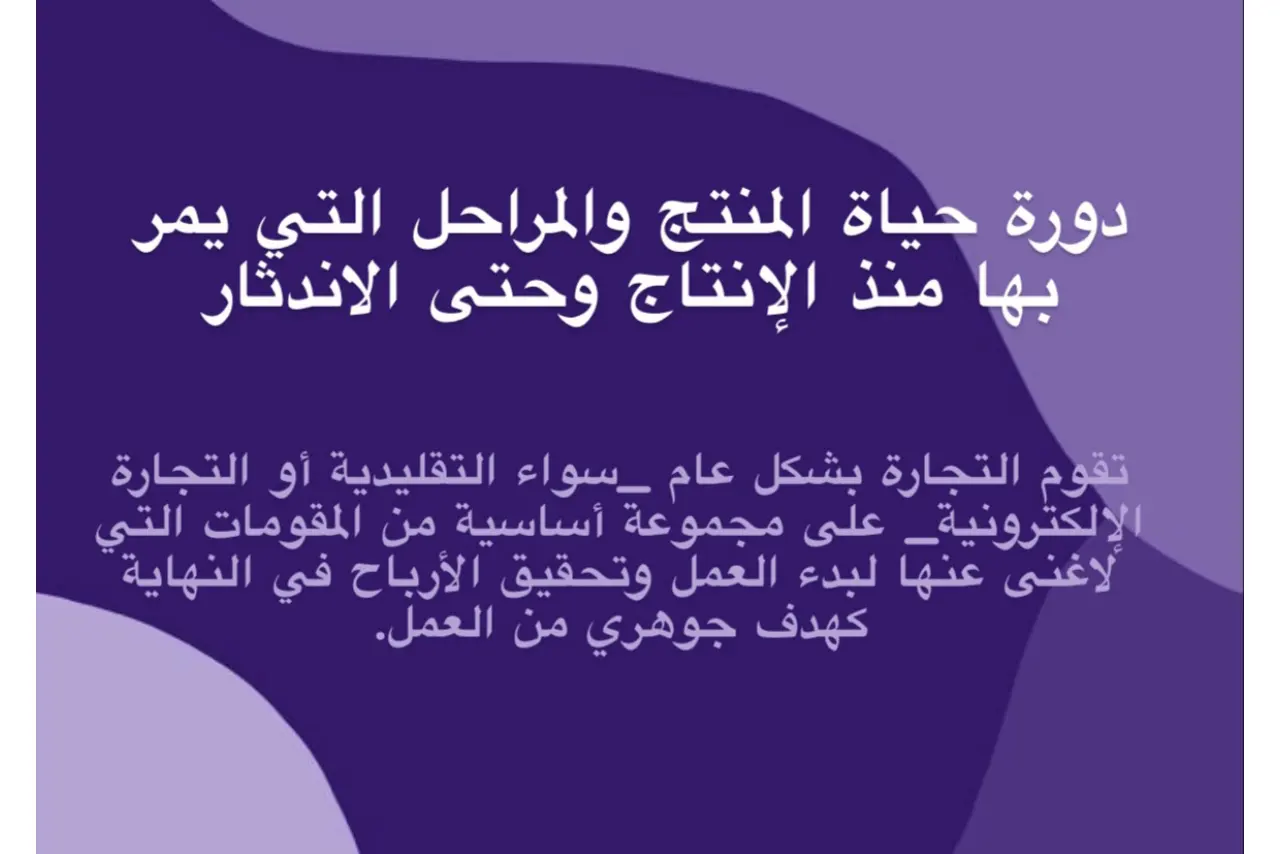 دورة حياة المنتج والمراحل التي يمر
بها منذ الإنتاج وحتى الاندثار
تقوم التجارة بشكل عام _سواء التقليدية أو التجارة
الإلكترونية_ على مجموعة أساسية من المقومات التي
لاغنى عنها لبدء العمل وتحقيق الأرباح في النهاية
كهدف جوهري من العمل.